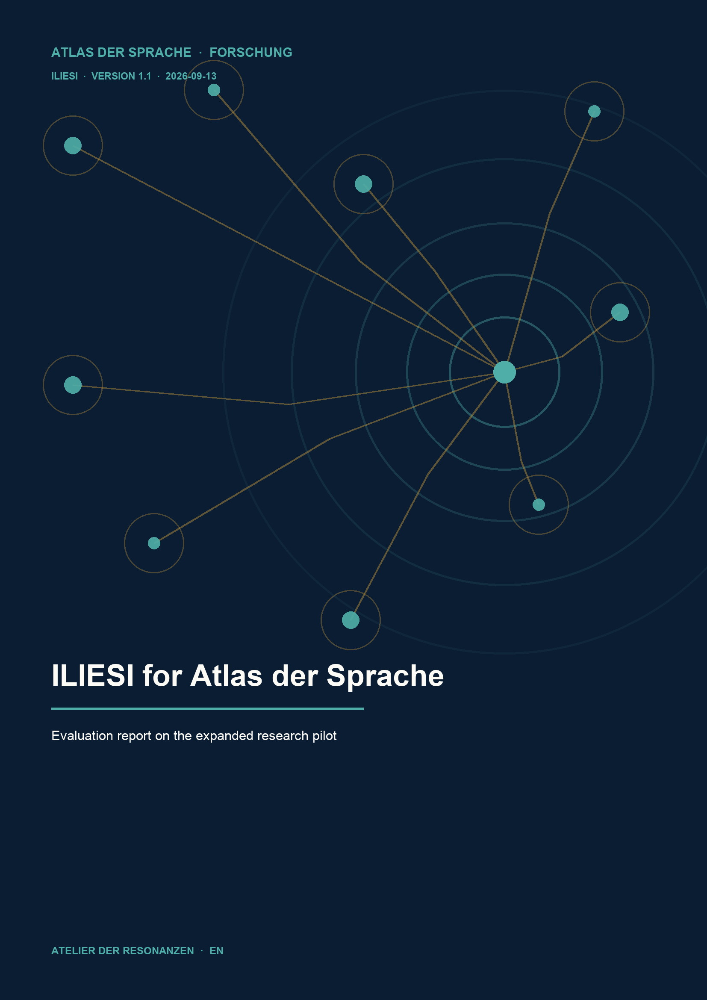 ATLAS DER SPRACHE · FORSCHUNG
ILIESI · VERSION 1.1 · 2026-09-13
ILIESI for Atlas der Sprache
Evaluation report on the expanded research pilot
ATELIER DER RESONANZEN · EN